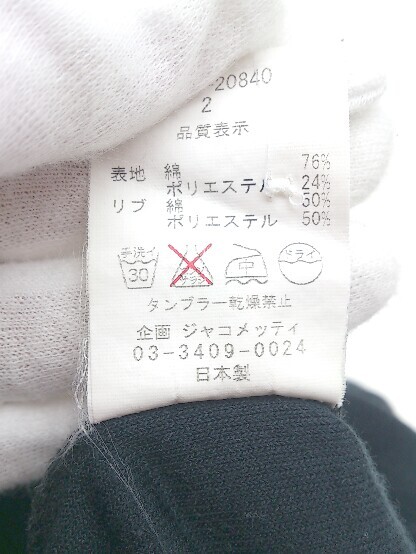 20840
2
品質表示
表地 綿 76%
ポリエステル 24%
リブ 綿 50%
ポリエステル 50%
手洗イ 30 中 ドライ
タンブラー乾燥禁止
企画 ジャコメッティ
03-3409-0024
日本製